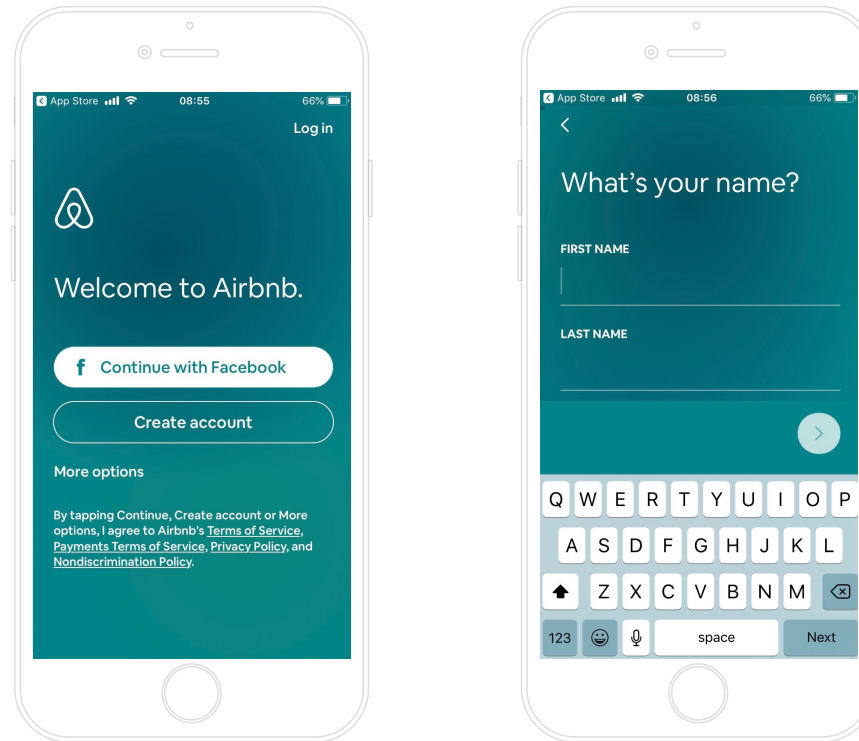 App Store 08:55 66%
Log in
Welcome to Airbnb.
f Continue with Facebook
Create account
More options
By tapping Continue, Create account or More
options, I agree to Airbnb's Terms of Service,
Payments Terms of Service, Privacy Policy, and
Nondiscrimination Policy.
App Store 08:56 66%
What's your name?
FIRST NAME
LAST NAME
Q W E R T Y U I O P
A S D F G H J K L
Z X C V B N M
123 space Next